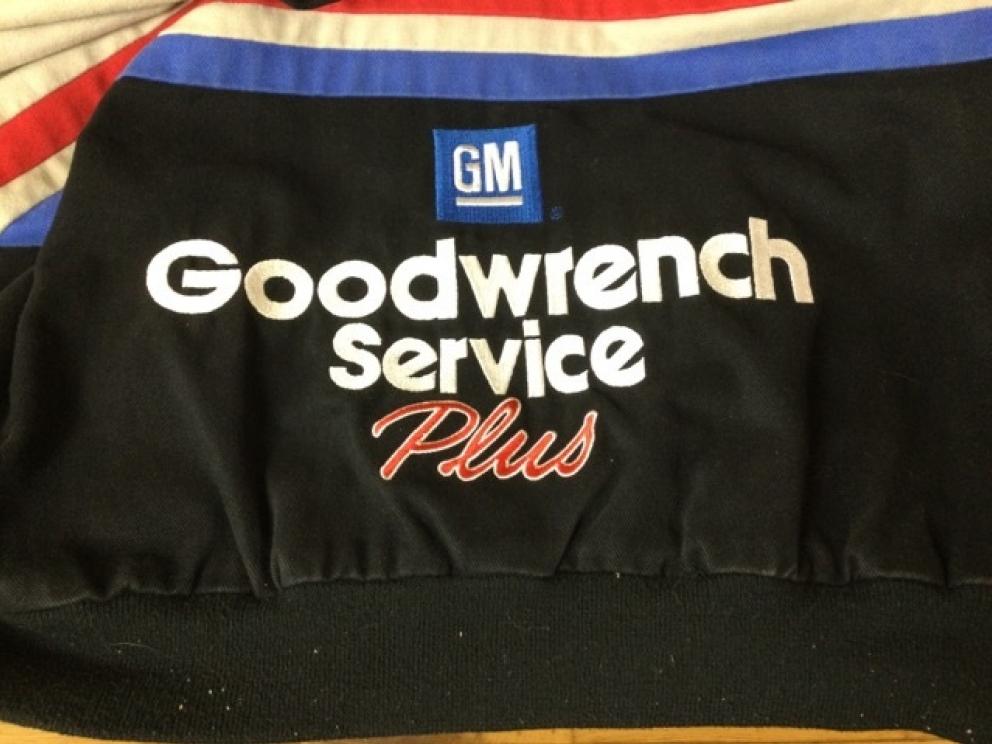 GM ®
Goodwrench
Service
Plus